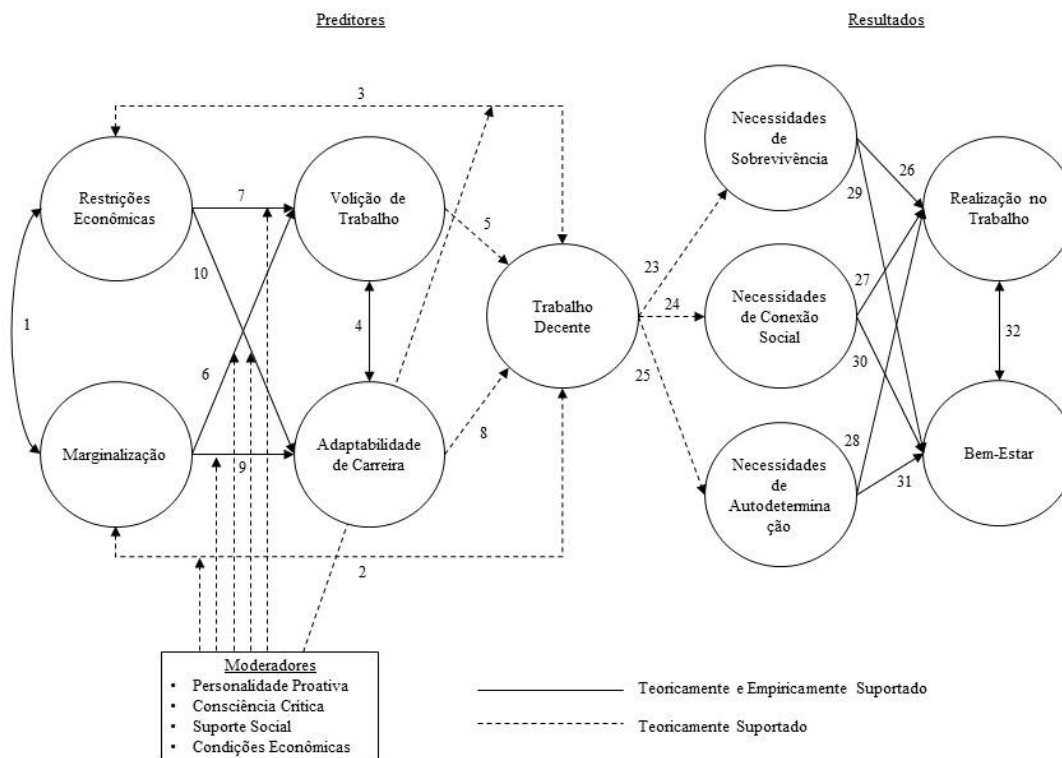 Preditores
Resultados
3
Restrições
Econômicas
7
Volição de
Trabalho
5
10
1
4
6
Marginalização
9
Adaptabilidade
de Carreira
8
2
Trabalho
Decente
23
24
25
Necessidades
de
Sobrevivência
Necessidades
de Conexão
Social
Necessidades
de
Autodetermina
ção
26
29
27
30
28
31
Realização no
Trabalho
32
Bem-Estar
Moderadores
• Personalidade Proativa
• Consciência Crítica
• Suporte Social
• Condições Econômicas
Teoricamente e Empiricamente Suportado
Teoricamente Suportado